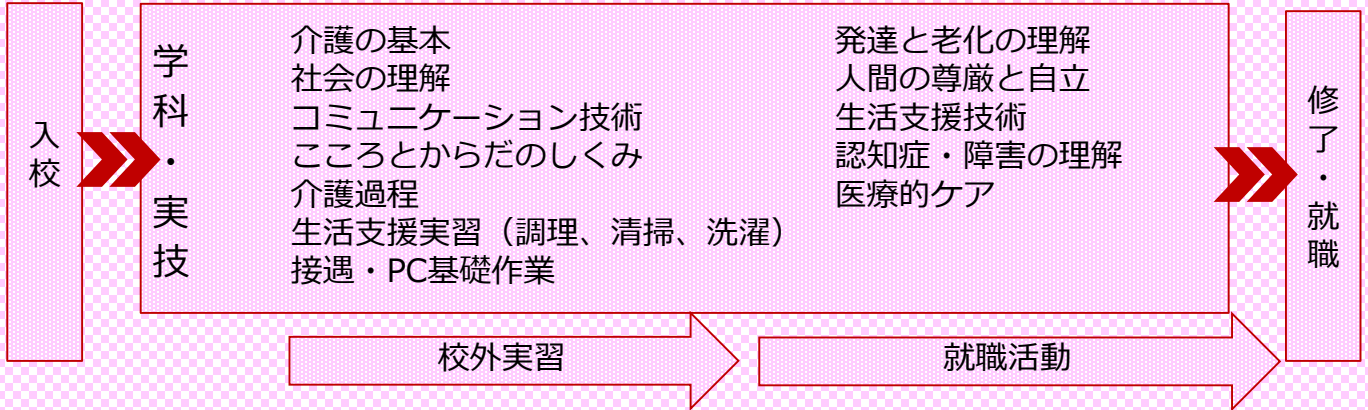 入校
学科・実技
介護の基本
社会の理解
コミュニケーション技術
こころとからだのしくみ
介護過程
生活支援実習（調理、清掃、洗濯）
接遇・PC基礎作業
発達と老化の理解
人間の尊厳と自立
生活支援技術
認知症・障害の理解
医療的ケア
修了・就職
校外実習
就職活動